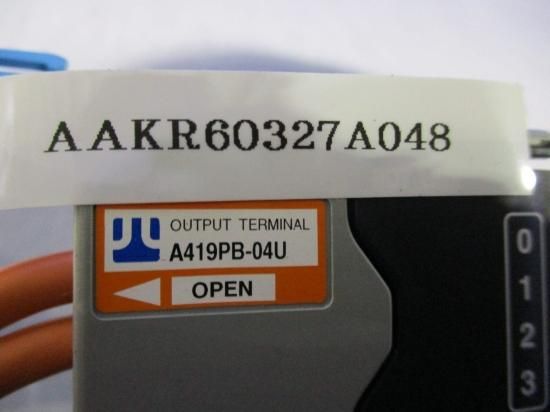 AAKR60327A048
OUTPUT TERMINAL
A419PB-04U
OPEN
0
1
2
3